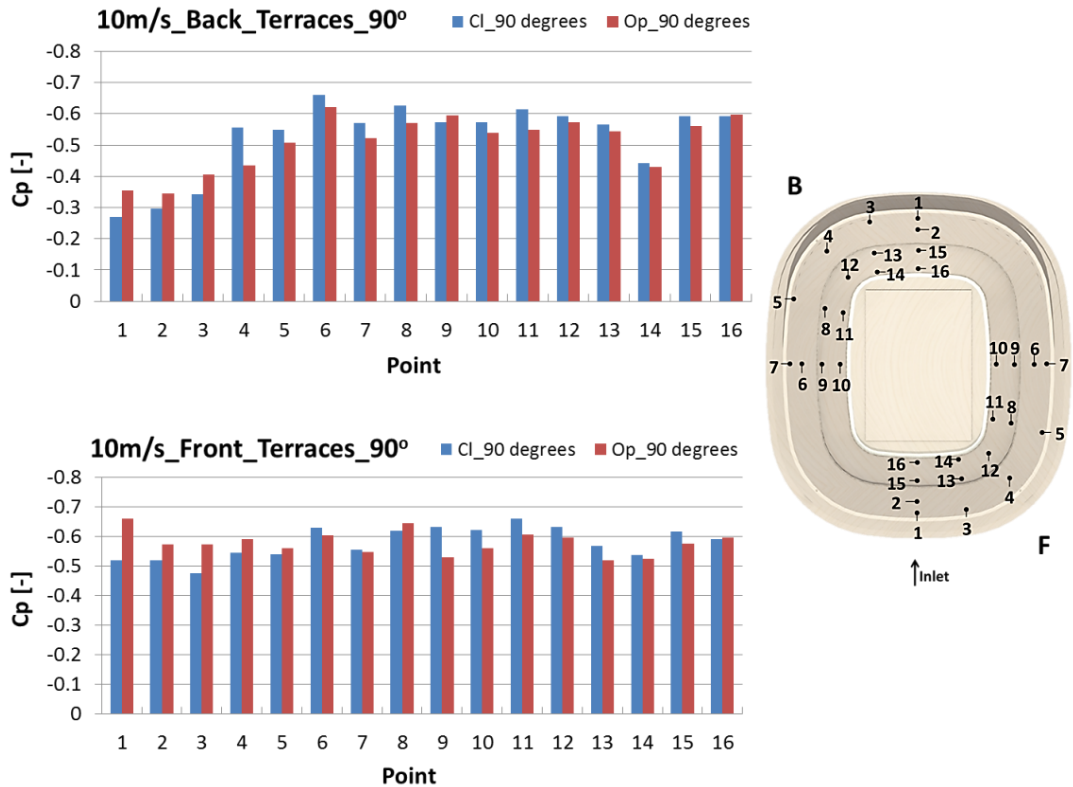 10m/s_Back_Terraces_90º
Cl_90 degrees
Op_90 degrees
-0.8
-0.7
-0.6
-0.5
-0.4
-0.3
-0.2
-0.1
0
Cp [-]
1 2 3 4 5 6 7 8 9 10 11 12 13 14 15 16
Point
10m/s_Front_Terraces_90º
Cl_90 degrees
Op_90 degrees
-0.8
-0.7
-0.6
-0.5
-0.4
-0.3
-0.2
-0.1
0
Cp [-]
1 2 3 4 5 6 7 8 9 10 11 12 13 14 15 16
Point
B
3 1
4 2
13 15
12 14 16
5
8 11
7 6 9 10
10 9 6 7
11 8
5
16 14 12
15 13 4
2
1 3
F
Inlet